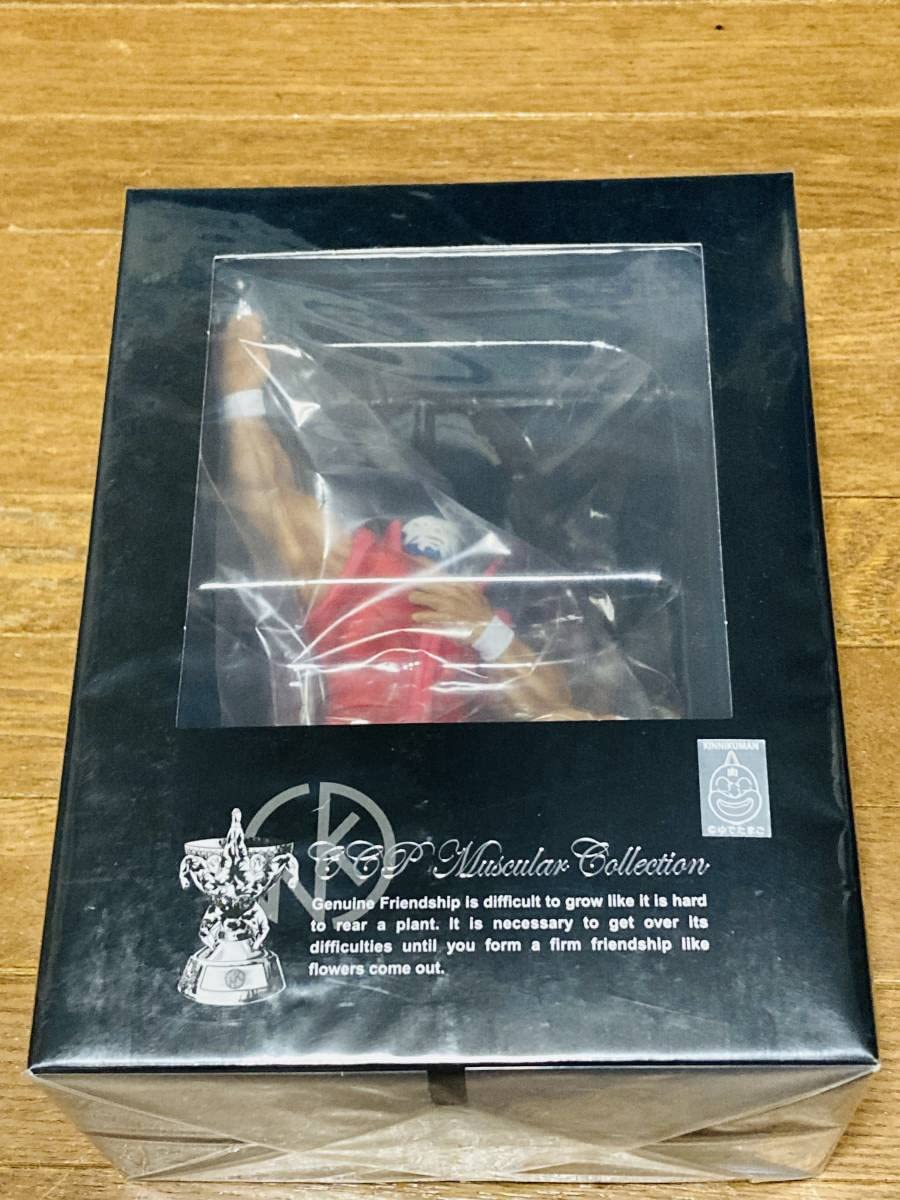 KINNIKUMAN
肉
©ゆでたまご
CCP Muscular Collection
Genuine Friendship is difficult to grow like it is hard
to rear a plant. It is necessary to get over its
difficulties until you form a firm friendship like
flowers come out.